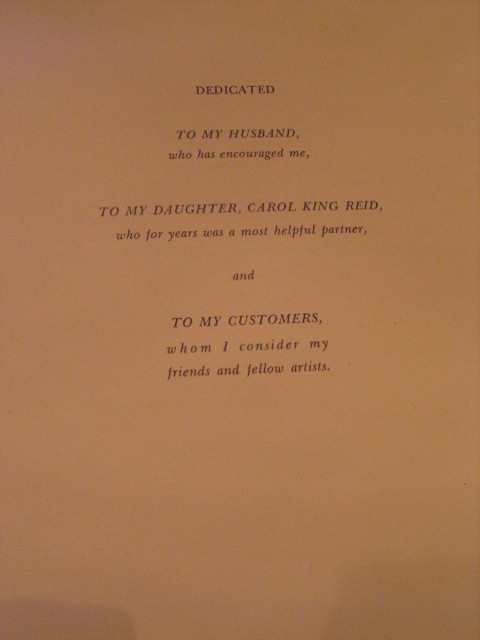 DEDICATED
TO MY HUSBAND,
who has encouraged me,
TO MY DAUGHTER, CAROL KING REID,
who for years was a most helpful partner,
and
TO MY CUSTOMERS,
whom I consider my
friends and fellow artists.